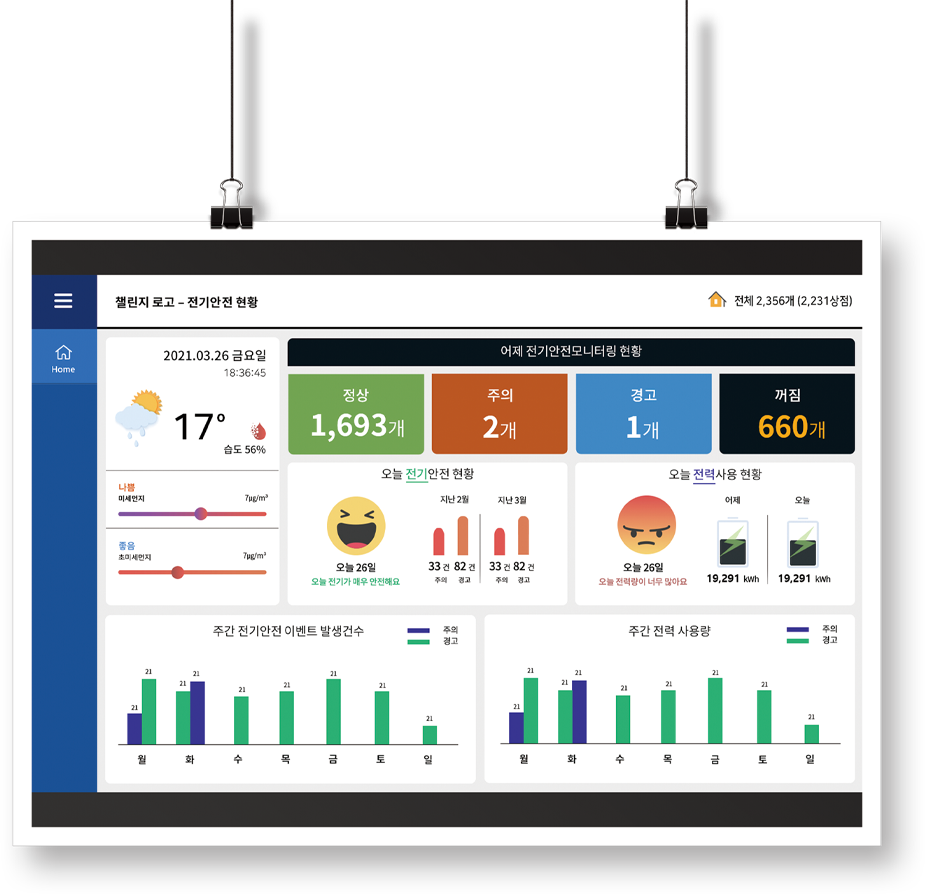 챌린지 로고 – 전기안전 현황
전체 2,356개 (2,231상점)
Home
2021.03.26 금요일
18:36:45
17°
습도 56%
나쁨
미세먼지
7μg/m³
좋음
초미세먼지
7μg/m³
어제 전기안전모니터링 현황
정상
1,693개
주의
2개
경고
1개
꺼짐
660개
오늘 전기안전 현황
오늘 26일
오늘 전기가 매우 안전해요
지난 2월
33 건 82 건
주의 경고
지난 3월
33 건 82 건
주의 경고
오늘 전력사용 현황
오늘 26일
오늘 전력량이 너무 많아요
어제
19,291 kWh
오늘
19,291 kWh
주간 전기안전 이벤트 발생건수
주의
경고
21 21 21 21 21 21 21 21 21
월 화 수 목 금 토 일
주간 전력 사용량
주의
경고
21 21 21 21 21 21 21 21 21
월 화 수 목 금 토 일